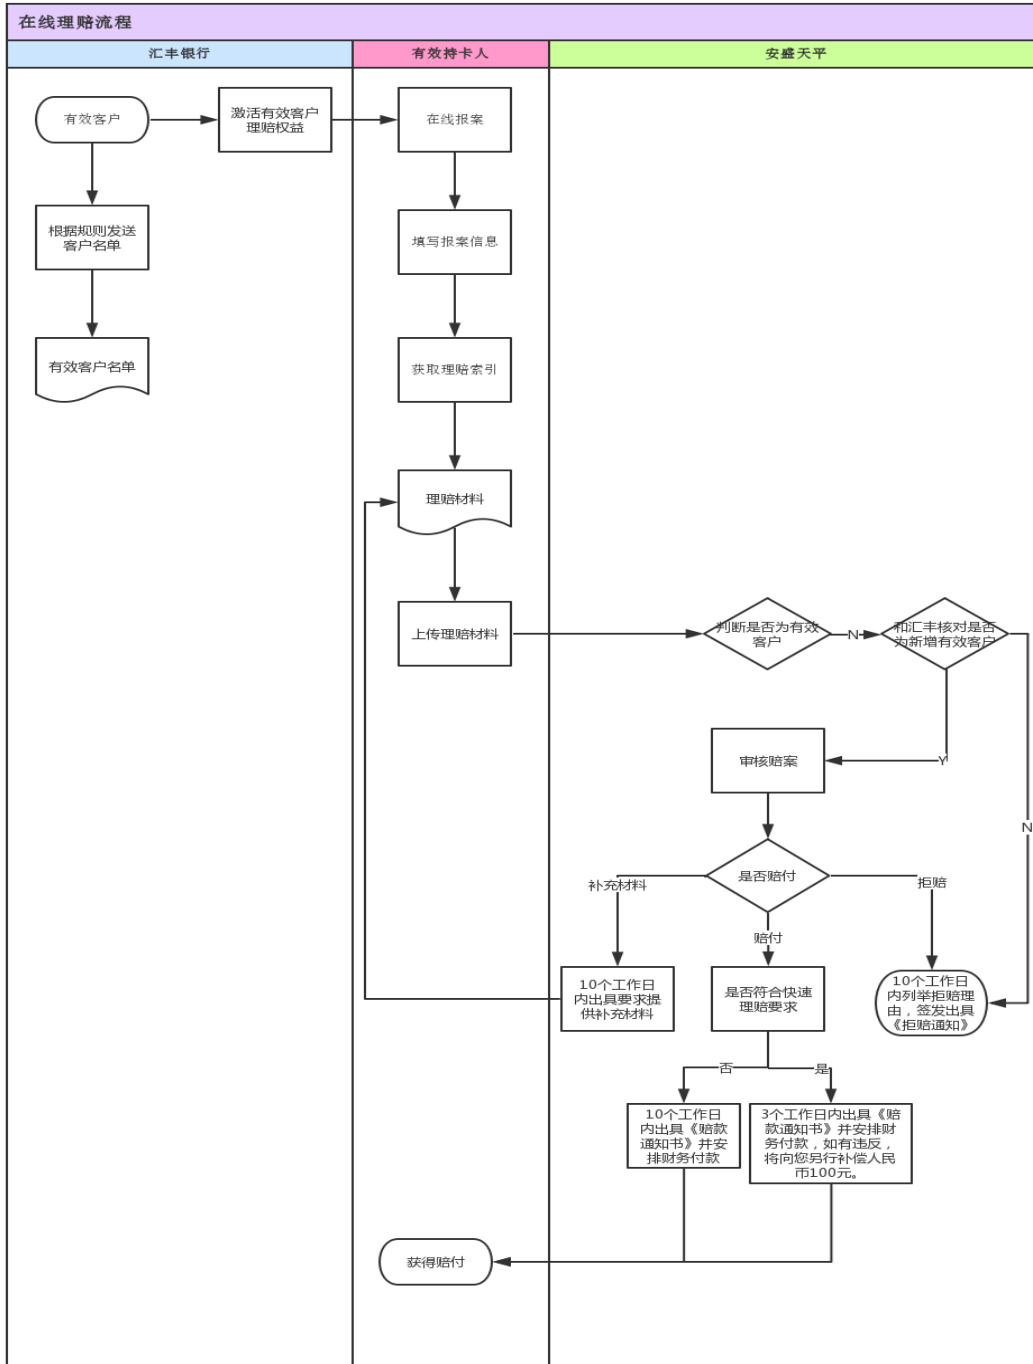 在线理赔流程
汇丰银行
有效持卡人
安盛天平
有效客户
激活有效客户
理赔权益
在线报案
根据规则发送
客户名单
填写报案信息
有效客户名单
获取理赔索引
理赔材料
上传理赔材料
判断是否为有效
客户
N
和汇丰核对是否
为新增有效客户
审核赔案
Y
N
是否赔付
补充材料
拒赔
赔付
10个工作日
内出具要求提
供补充材料
是否符合快速
理赔要求
10个工作日
内列举拒赔理
由，签发出具
《拒赔通知》
否
是
10个工作日
内出具《赔款
通知书》并安
排财务付款
3个工作日内出具《赔
款通知书》并安排财
务付款，如有违反，
将向您另行补偿人民
币100元。
获得赔付